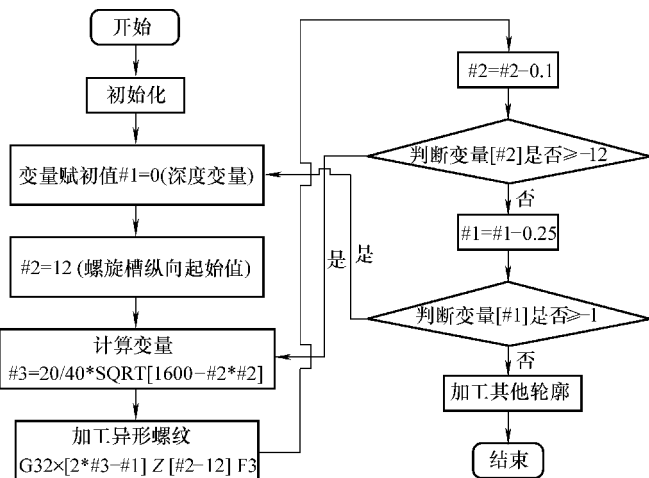 开始
初始化
变量赋初值#1=0(深度变量)
#2=12 (螺旋槽纵向起始值)
计算变量
#3=20/40*SQRT[1600-#2*#2]
加工异形螺纹
G32×[2*#3-#1] Z [#2-12] F3
#2=#2-0.1
判断变量[#2]是否≥-12
是
否
#1=#1-0.25
判断变量[#1]是否≥-1
是
否
加工其他轮廓
结束